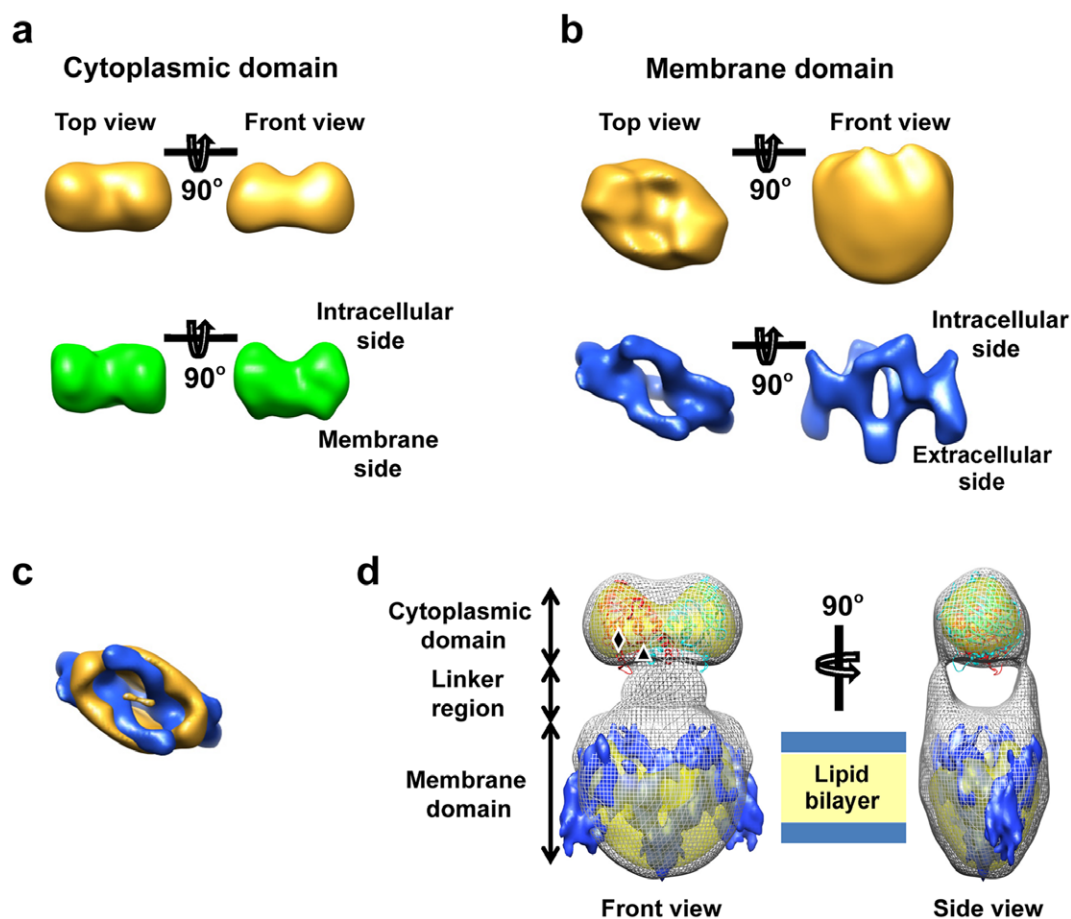 a
Cytoplasmic domain
Top view
Front view
90°
Intracellular
side
90°
Membrane
side
b
Membrane domain
Top view
Front view
90°
Intracellular
side
90°
Extracellular
side
c
d
Cytoplasmic
domain
Linker
region
Membrane
domain
90°
Lipid
bilayer
Front view
Side view